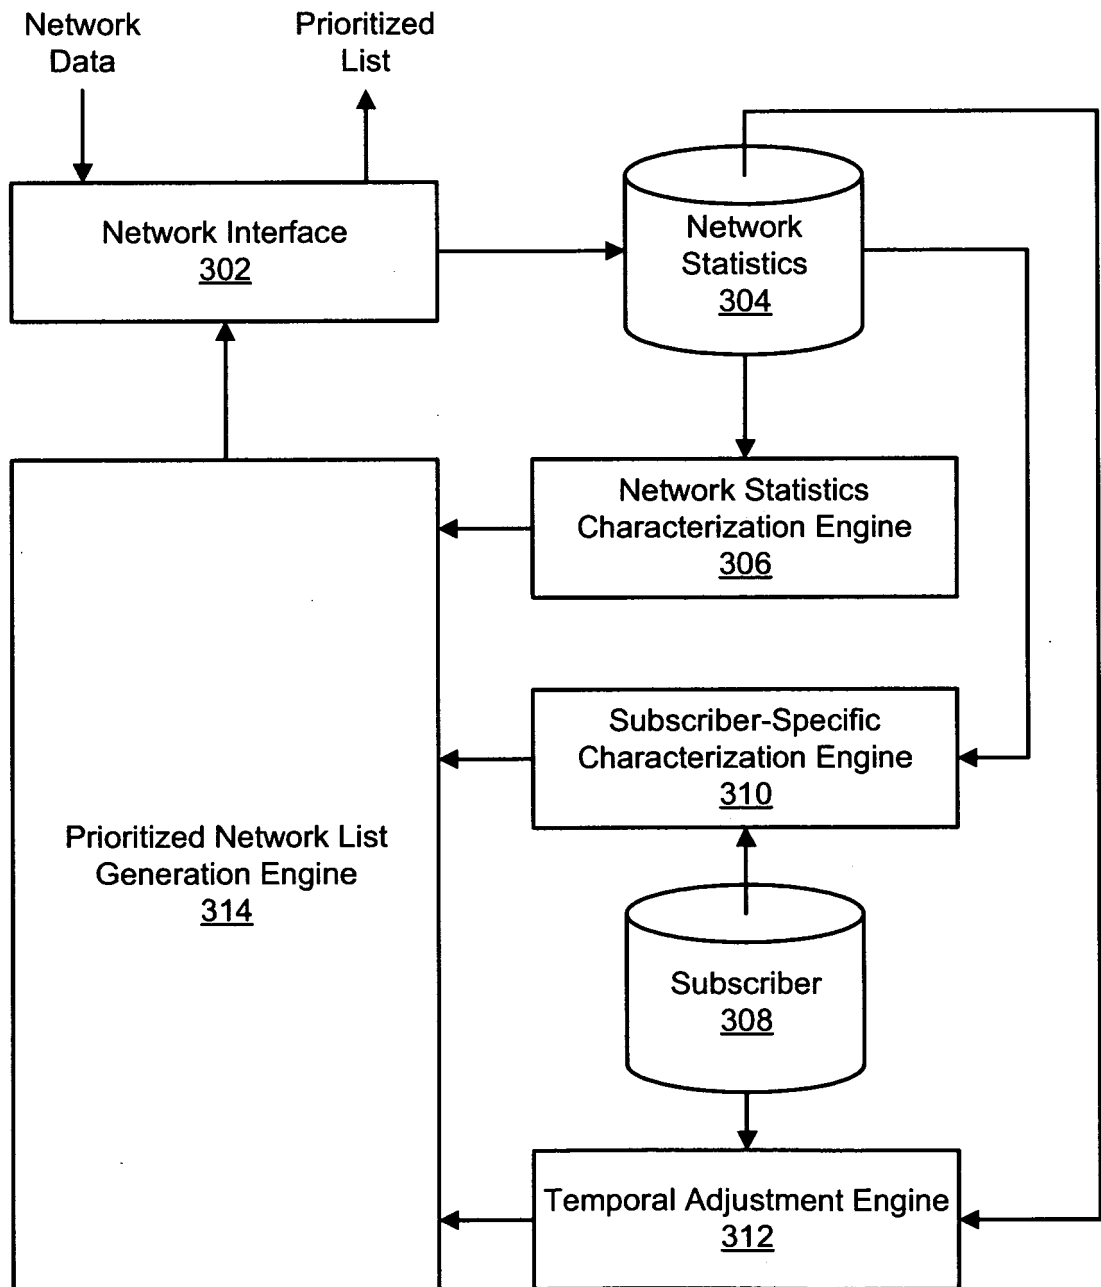 Network
Data
Prioritized
List
Network Interface
302
Network
Statistics
304
Network Statistics
Characterization Engine
306
Subscriber-Specific
Characterization Engine
310
Prioritized Network List
Generation Engine
314
Subscriber
308
Temporal Adjustment Engine
312